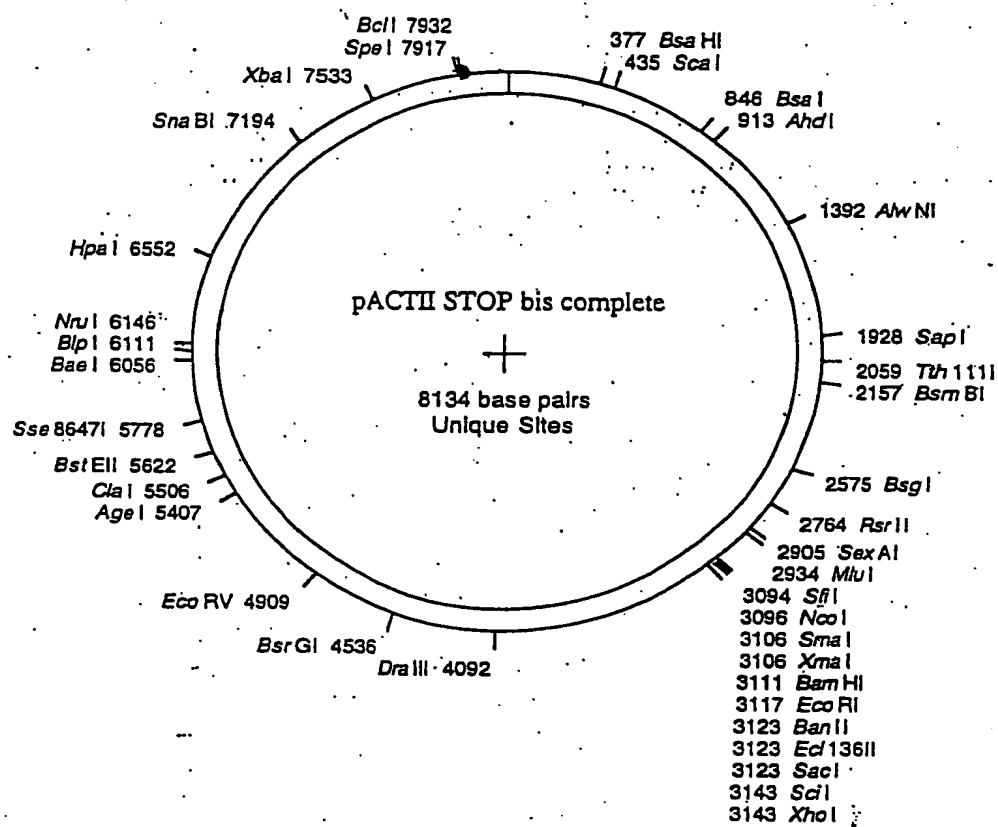 BclI 7932
SpeI 7917
XbaI 7533
SnaBI 7194
HpaI 6552
NruI 6146
BlpI 6111
BaeI 6056
Sse8647I 5778
BstEII 5622
ClaI 5506
AgeI 5407
EcoRV 4909
BsrGI 4536
DraIII 4092
377 BsaHI
435 ScaI
846 BsaI
913 AhdI
1392 AlwNI
1928 SapI
2059 Tth111I
2157 BsmBI
2575 BsgI
2764 RsrII
2905 SexAI
2934 MluI
3094 SfiI
3096 NcoI
3106 SmaI
3106 XmaI
3111 BamHI
3117 EcoRI
3123 BanII
3123 Ecl136II
3123 SacI
3143 SciI
3143 XhoI
pACTII STOP bis complete
8134 base pairs
Unique Sites